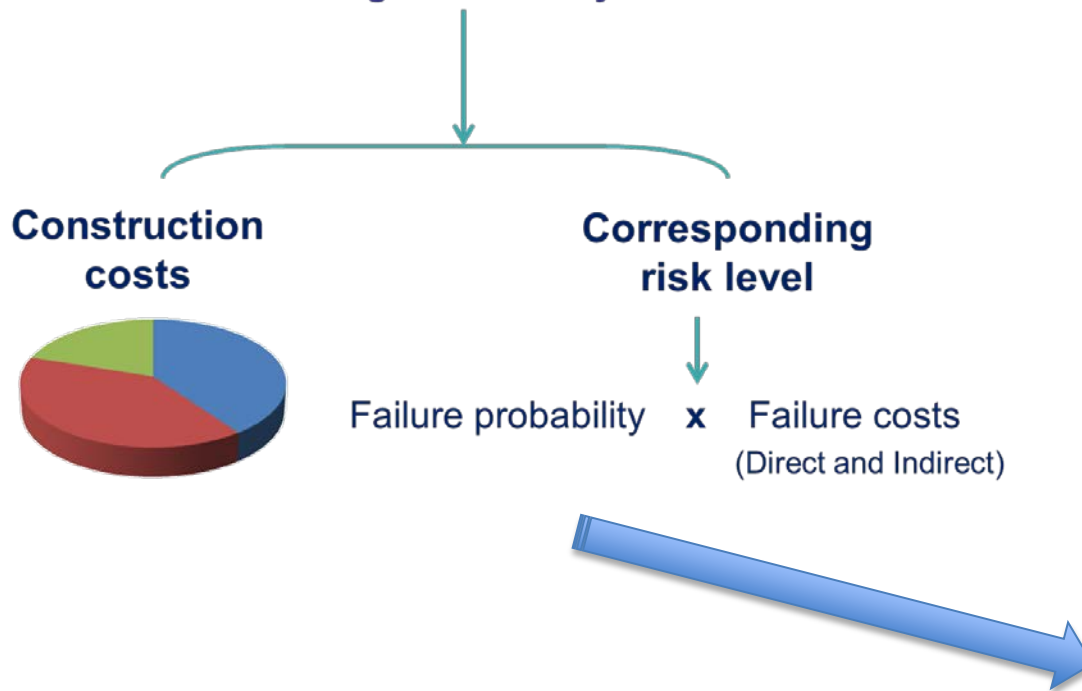 Construction
costs
Corresponding
risk level
Failure probability x Failure costs
(Direct and Indirect)